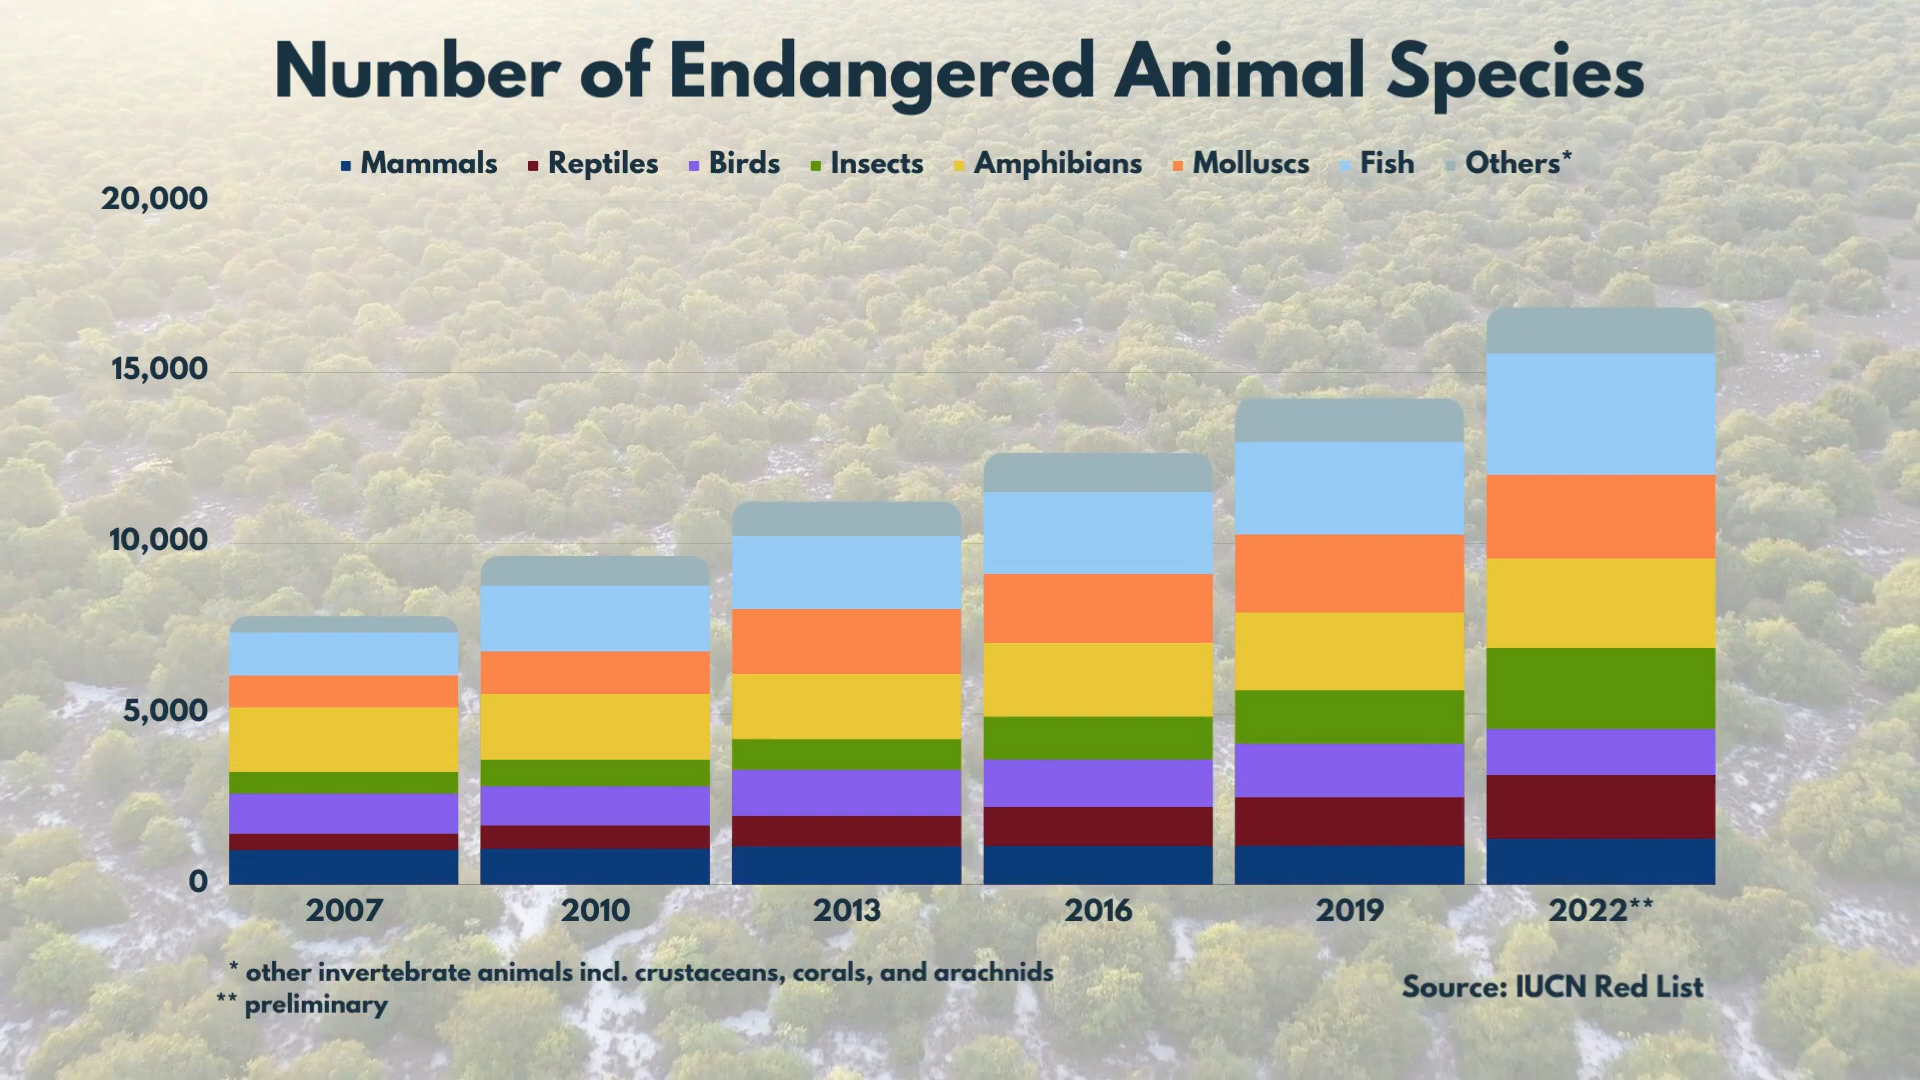 Number of Endangered Animal Species
Mammals Reptiles Birds Insects Amphibians Molluscs Fish Others*
20,000
15,000
10,000
5,000
0
2007 2010 2013 2016 2019 2022**
* other invertebrate animals incl. crustaceans, corals, and arachnids
** preliminary
Source: IUCN Red List